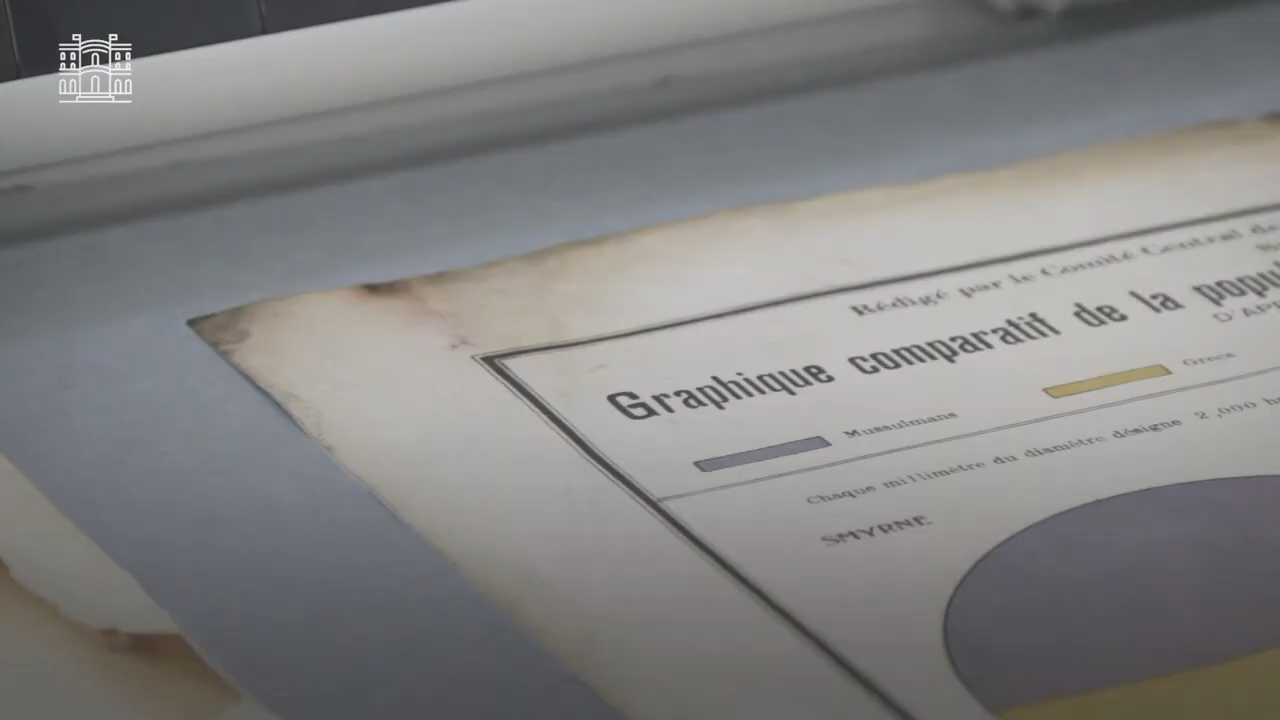 Rédigé par le Comité Central de
Graphique comparatif de la popu
D'AP
Musulmans
Grecs
Chaque millimètre du diamètre désigne 2,000 ha
SMYRNE